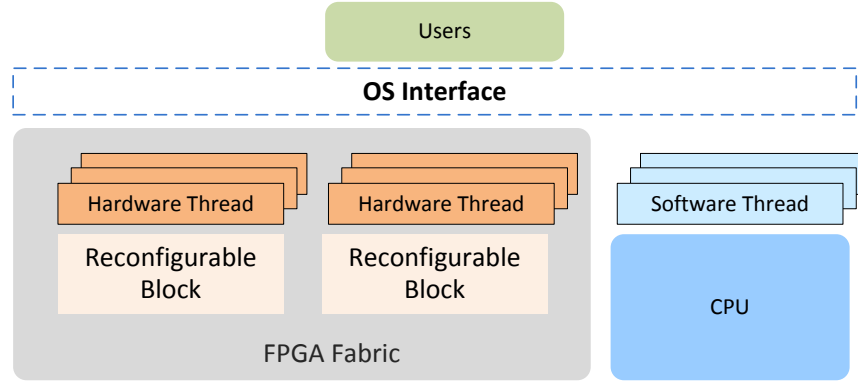 Users
OS Interface
Hardware Thread
Hardware Thread
Software Thread
Reconfigurable
Block
Reconfigurable
Block
CPU
FPGA Fabric